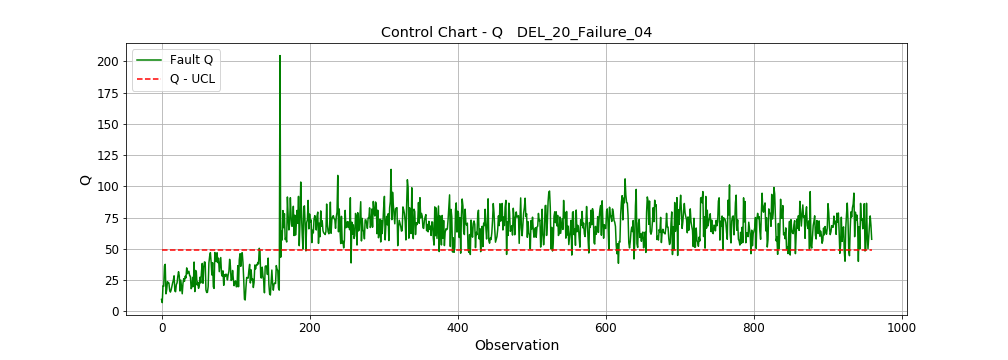 Control Chart - Q DEL_20_Failure_04
Fault Q
Q - UCL
200
175
150
125
100
75
50
25
0
Q
0 200 400 600 800 1000
Observation